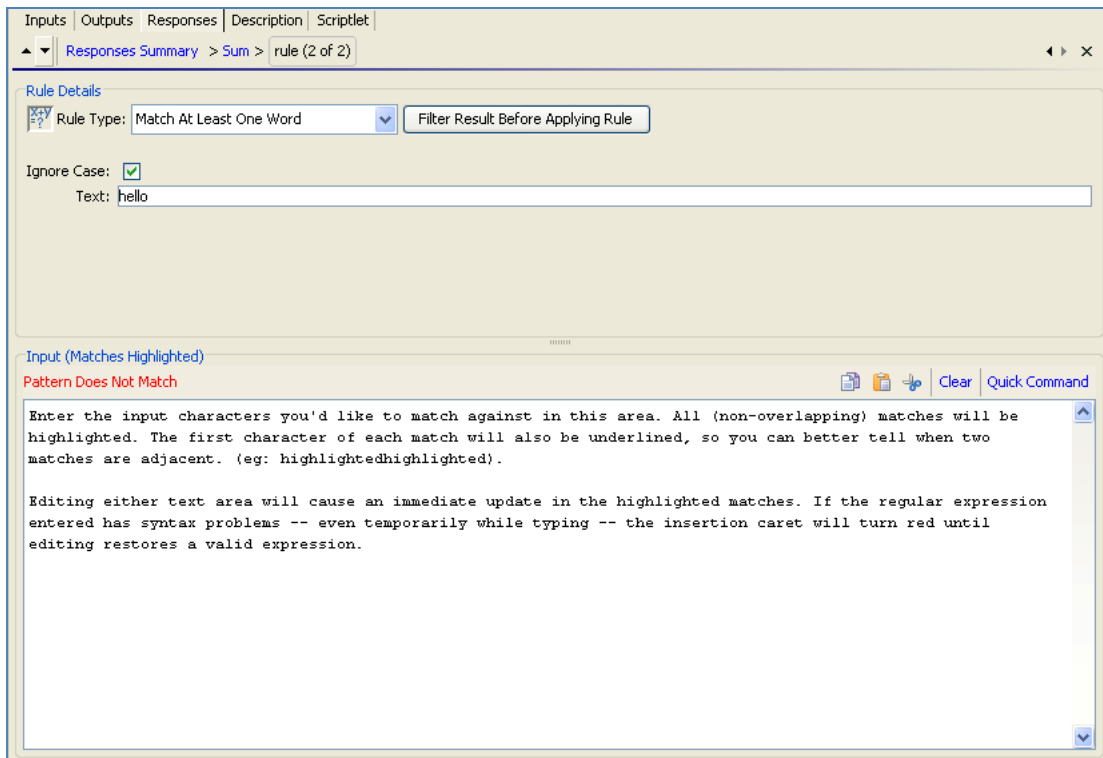 Inputs Outputs Responses Description Scriptlet
Responses Summary > Sum > rule (2 of 2)
Rule Details
X+Y =? Rule Type: Match At Least One Word Filter Result Before Applying Rule
Ignore Case:
Text: hello
Input (Matches Highlighted)
Pattern Does Not Match Clear Quick Command
Enter the input characters you'd like to match against in this area. All (non-overlapping) matches will be
highlighted. The first character of each match will also be underlined, so you can better tell when two
matches are adjacent. (eg: highlightedhighlighted).
Editing either text area will cause an immediate update in the highlighted matches. If the regular expression
entered has syntax problems -- even temporarily while typing -- the insertion caret will turn red until
editing restores a valid expression.